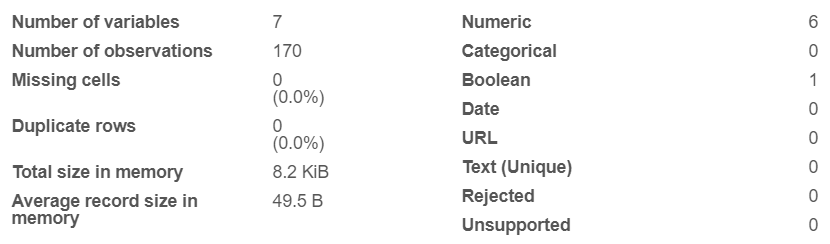 Number of variables 7
Number of observations 170
Missing cells 0
(0.0%)
Duplicate rows 0
(0.0%)
Total size in memory 8.2 KiB
Average record size in 49.5 B
memory
Numeric 6
Categorical 0
Boolean 1
Date 0
URL 0
Text (Unique) 0
Rejected 0
Unsupported 0